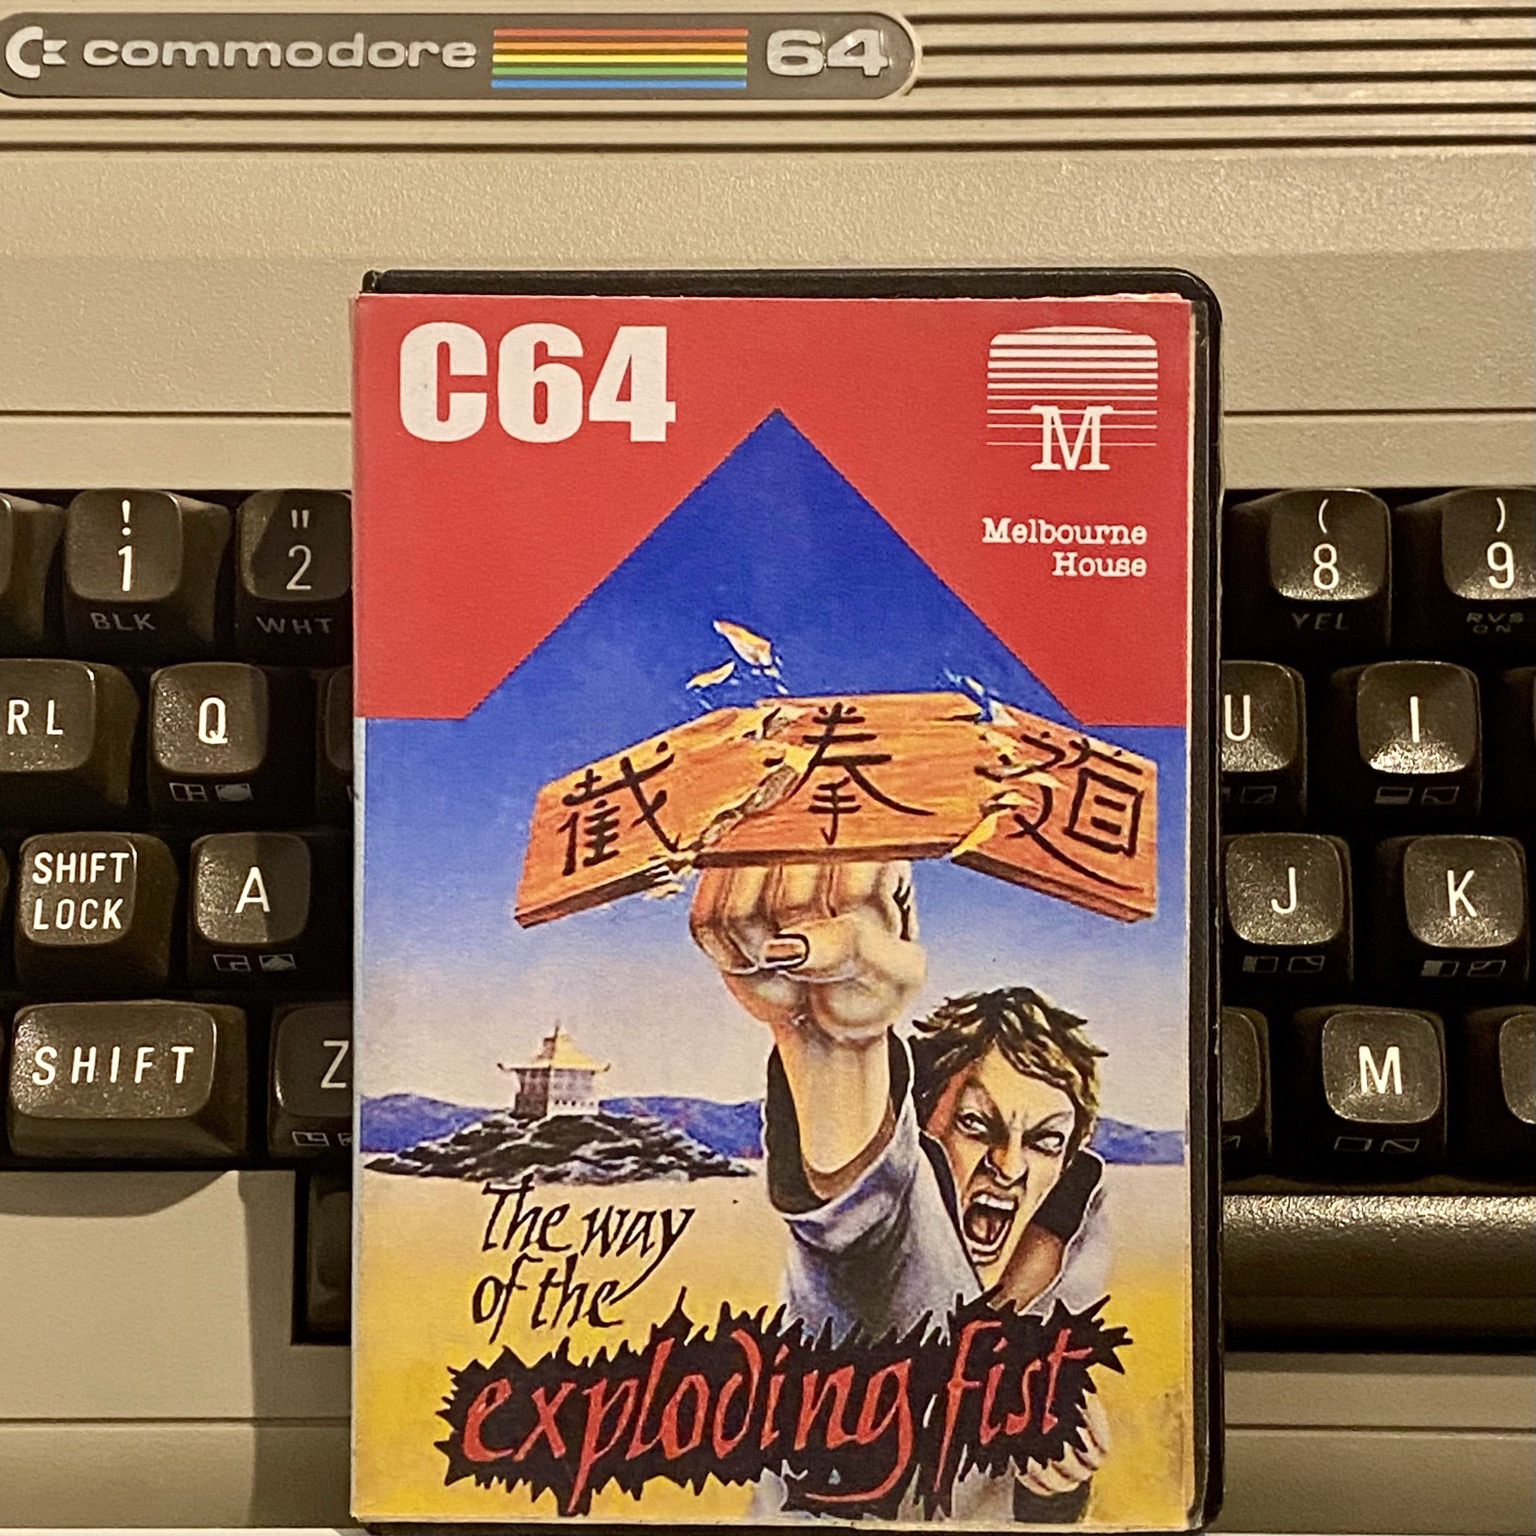 commodore 64
C64
M
Melbourne
House
截拳道
The way
of the
exploding fist
!
1
BLK
"
2
WHT
(
8
YEL
)
9
RVS
ON
RL
Q
U
I
SHIFT
LOCK
A
J
K
SHIFT
Z
M